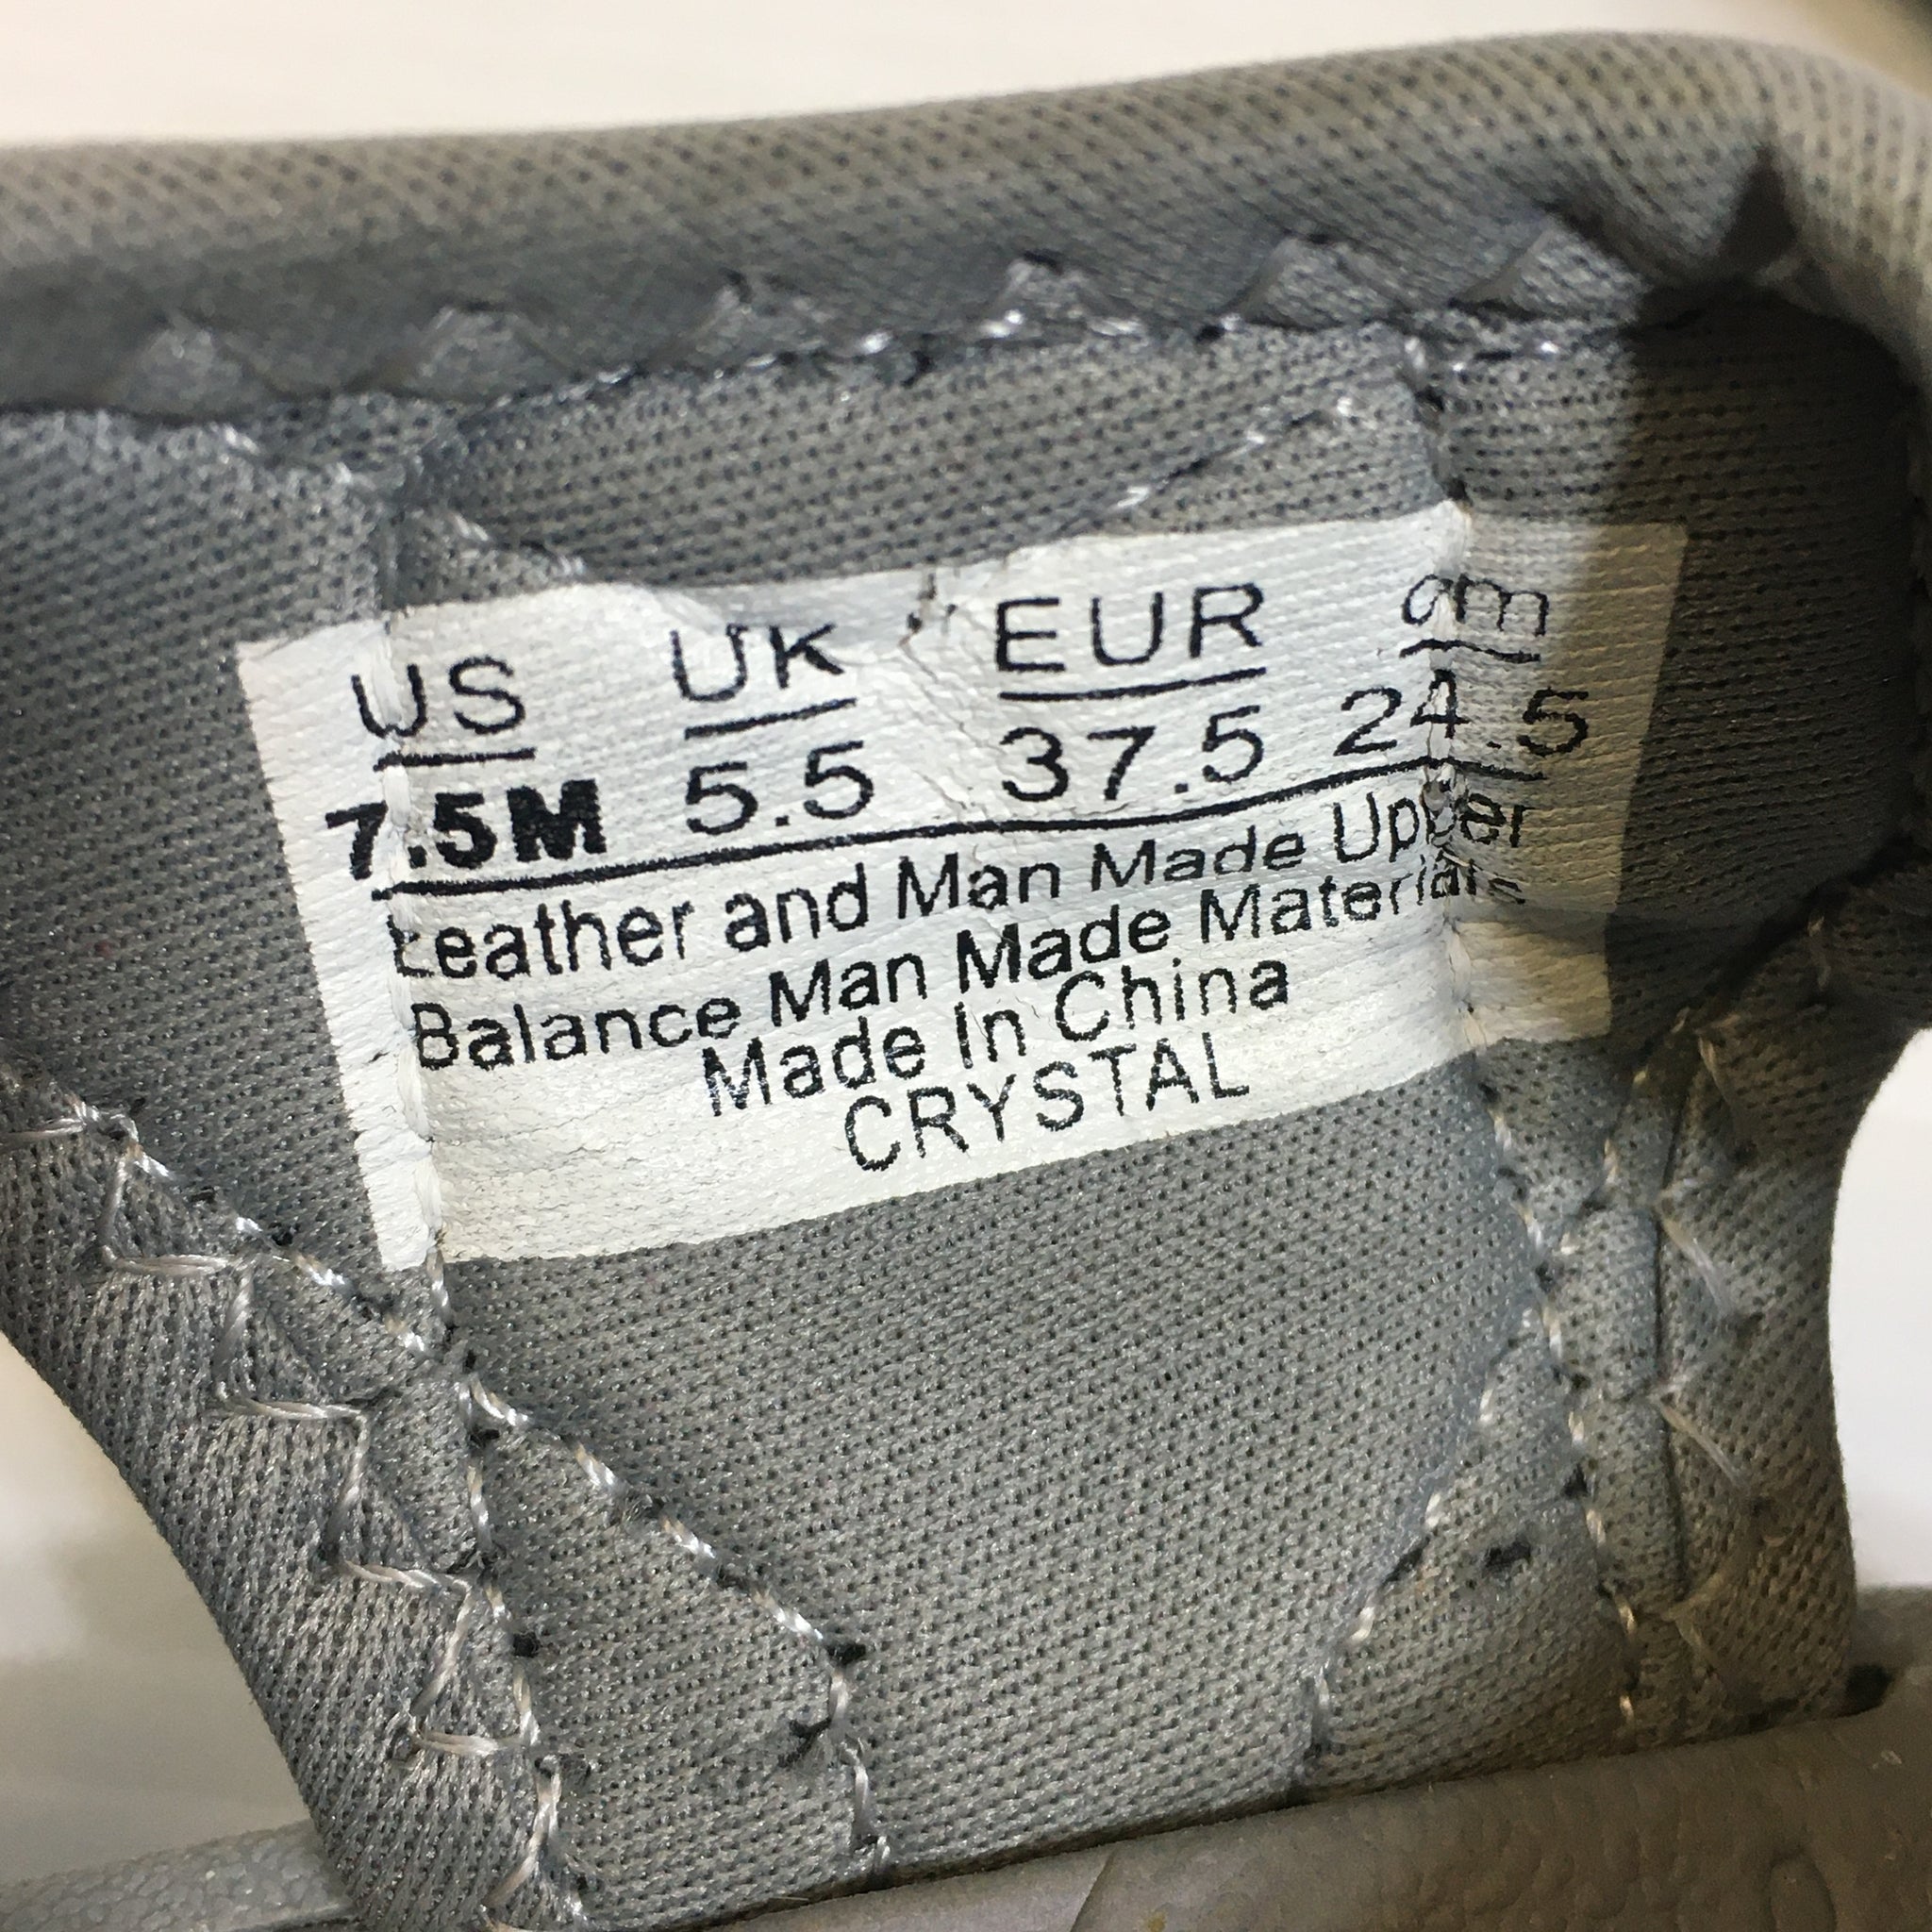 US UK EUR cm
7.5M 5.5 37.5 24.5
Leather and Man Made Upper
Balance Man Made Materials
Made In China
CRYSTAL